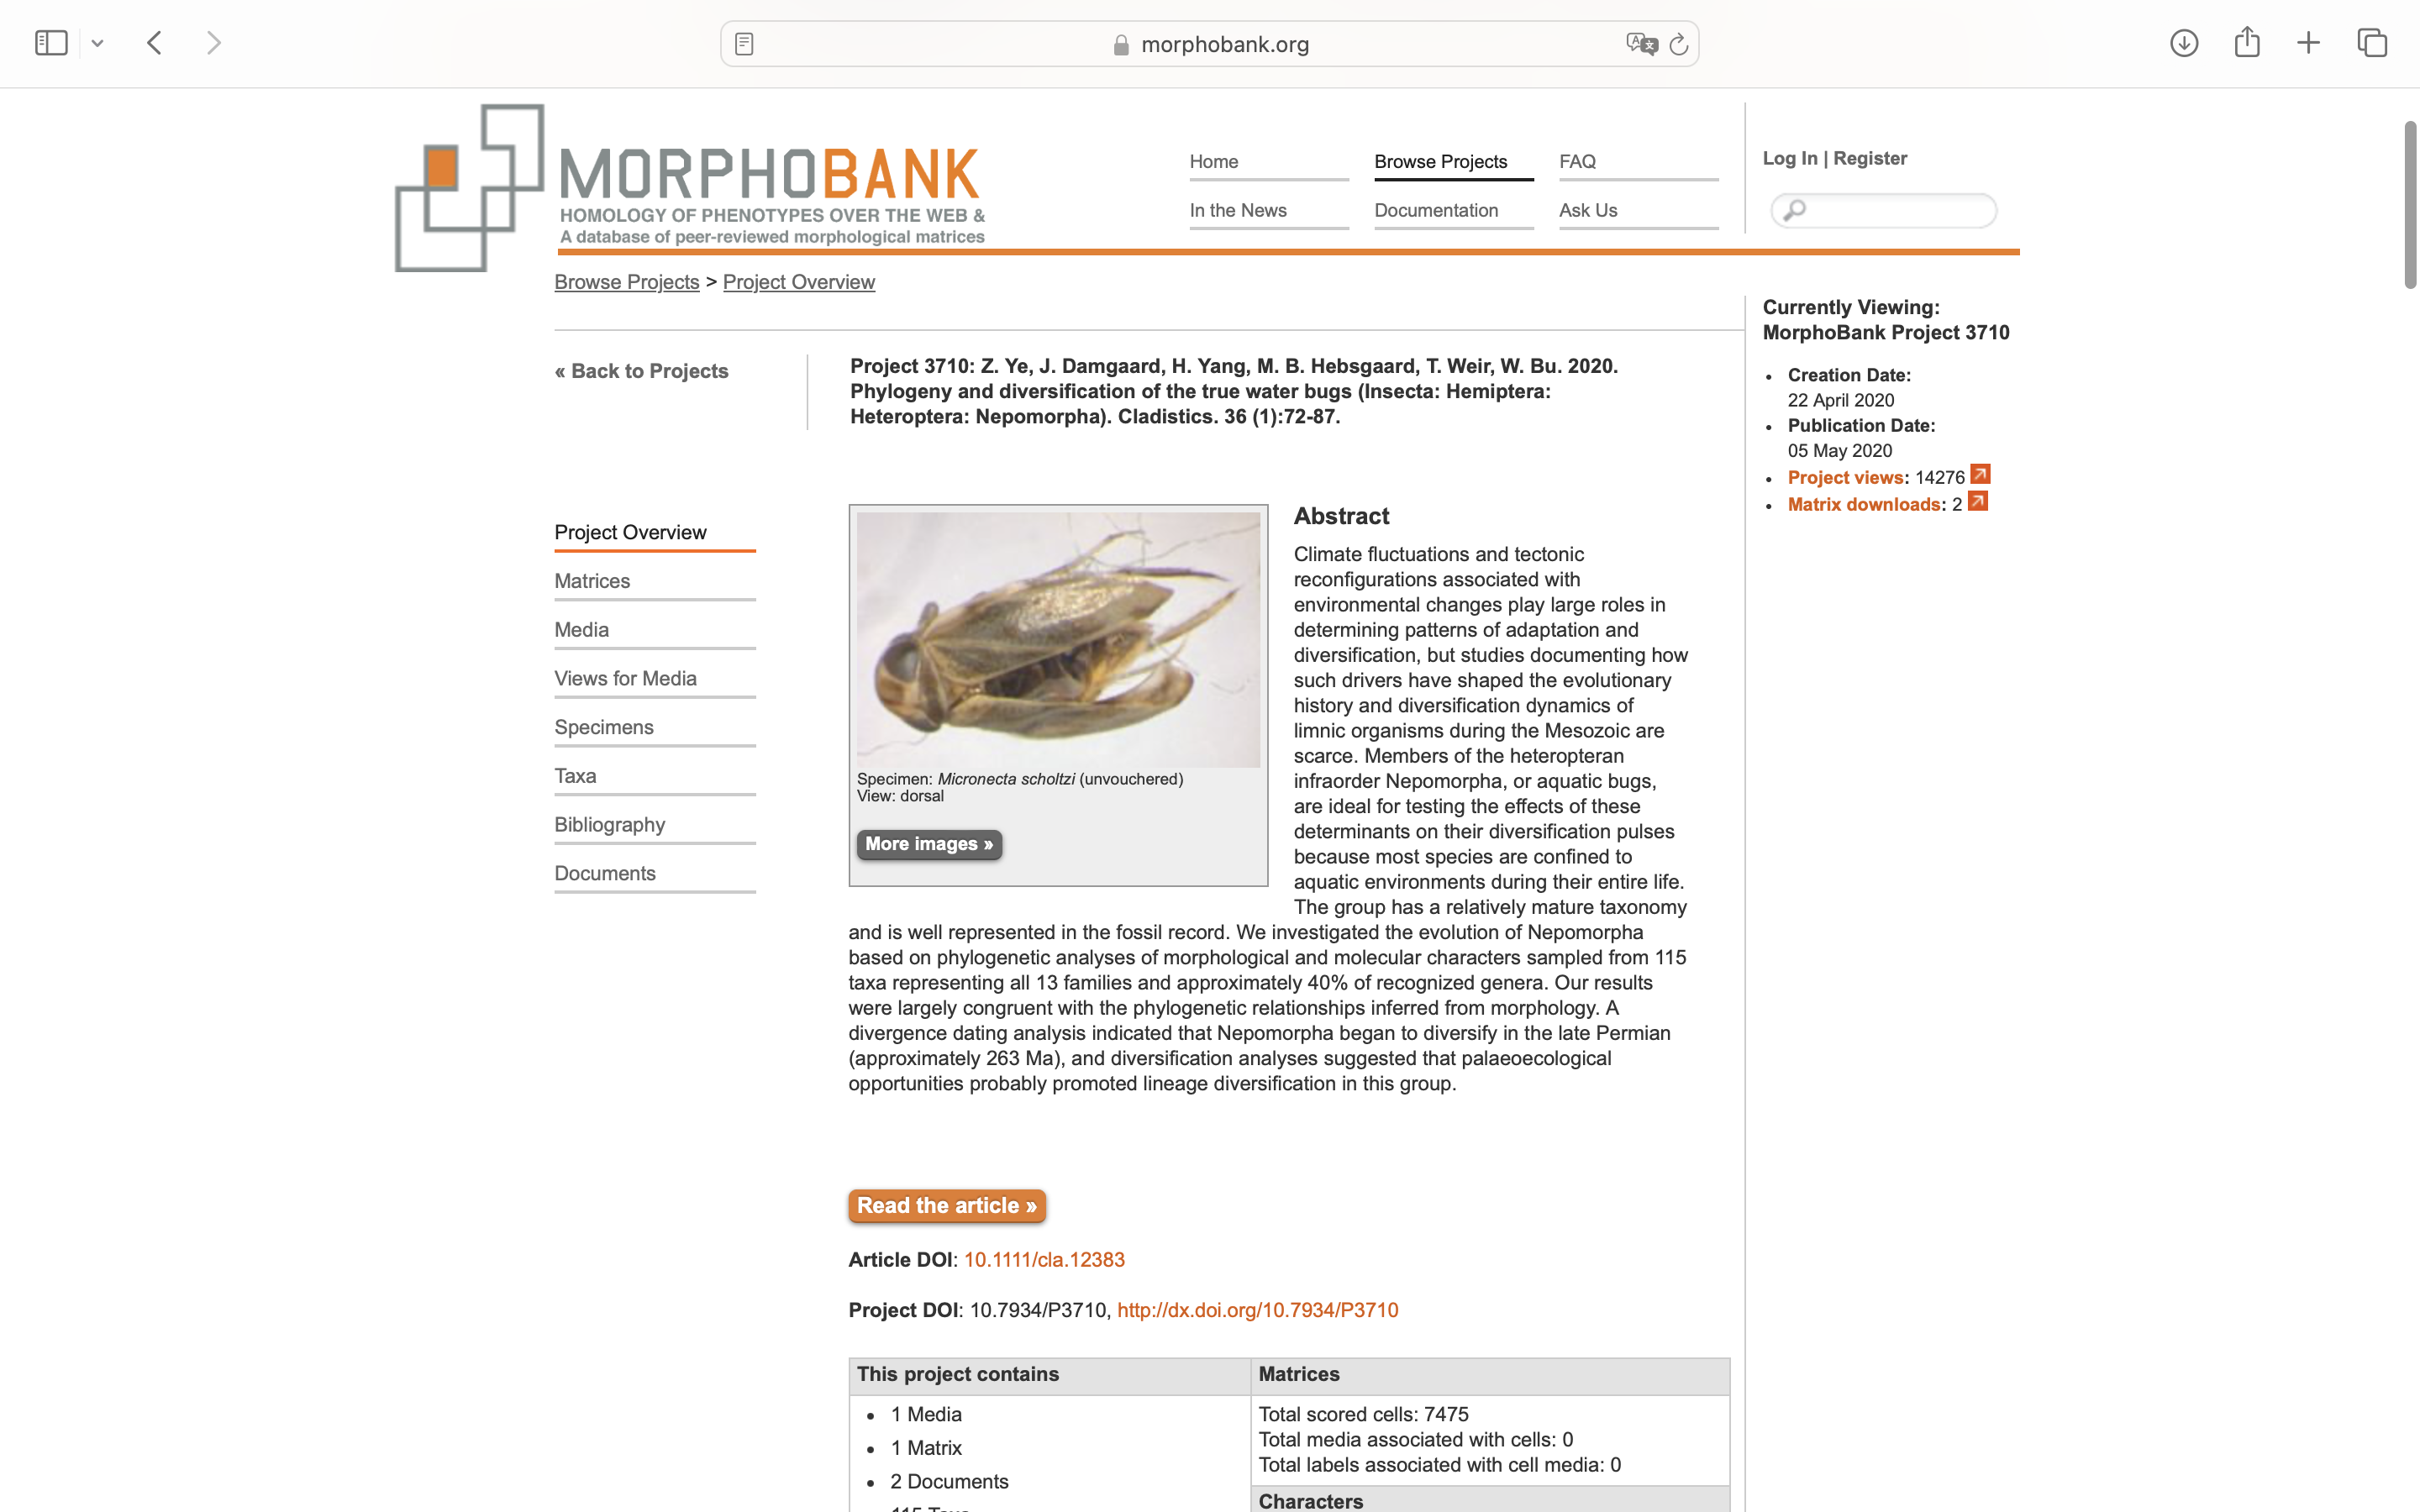 morphobank.org
MORPHOBANK
HOMOLOGY OF PHENOTYPES OVER THE WEB &
A database of peer-reviewed morphological matrices
Home
Browse Projects
FAQ
In the News
Documentation
Ask Us
Log In | Register
Browse Projects > Project Overview
Currently Viewing:
MorphoBank Project 3710
• Creation Date:
22 April 2020
• Publication Date:
05 May 2020
• Project views: 14276
• Matrix downloads: 2
« Back to Projects
Project 3710: Z. Ye, J. Damgaard, H. Yang, M. B. Hebsgaard, T. Weir, W. Bu. 2020.
Phylogeny and diversification of the true water bugs (Insecta: Hemiptera:
Heteroptera: Nepomorpha). Cladistics. 36 (1):72-87.
Project Overview
Matrices
Media
Views for Media
Specimens
Taxa
Bibliography
Documents
Specimen: Micronecta scholtzi (unvouchered)
View: dorsal
More images »
Abstract
Climate fluctuations and tectonic
reconfigurations associated with
environmental changes play large roles in
determining patterns of adaptation and
diversification, but studies documenting how
such drivers have shaped the evolutionary
history and diversification dynamics of
limnic organisms during the Mesozoic are
scarce. Members of the heteropteran
infraorder Nepomorpha, or aquatic bugs,
are ideal for testing the effects of these
determinants on their diversification pulses
because most species are confined to
aquatic environments during their entire life.
The group has a relatively mature taxonomy
and is well represented in the fossil record. We investigated the evolution of Nepomorpha
based on phylogenetic analyses of morphological and molecular characters sampled from 115
taxa representing all 13 families and approximately 40% of recognized genera. Our results
were largely congruent with the phylogenetic relationships inferred from morphology. A
divergence dating analysis indicated that Nepomorpha began to diversify in the late Permian
(approximately 263 Ma), and diversification analyses suggested that palaeoecological
opportunities probably promoted lineage diversification in this group.
Read the article »
Article DOI: 10.1111/cla.12383
Project DOI: 10.7934/P3710, http://dx.doi.org/10.7934/P3710
This project contains
• 1 Media
• 1 Matrix
• 2 Documents
115 Taxa
Matrices
Total scored cells: 7475
Total media associated with cells: 0
Total labels associated with cell media: 0
Characters